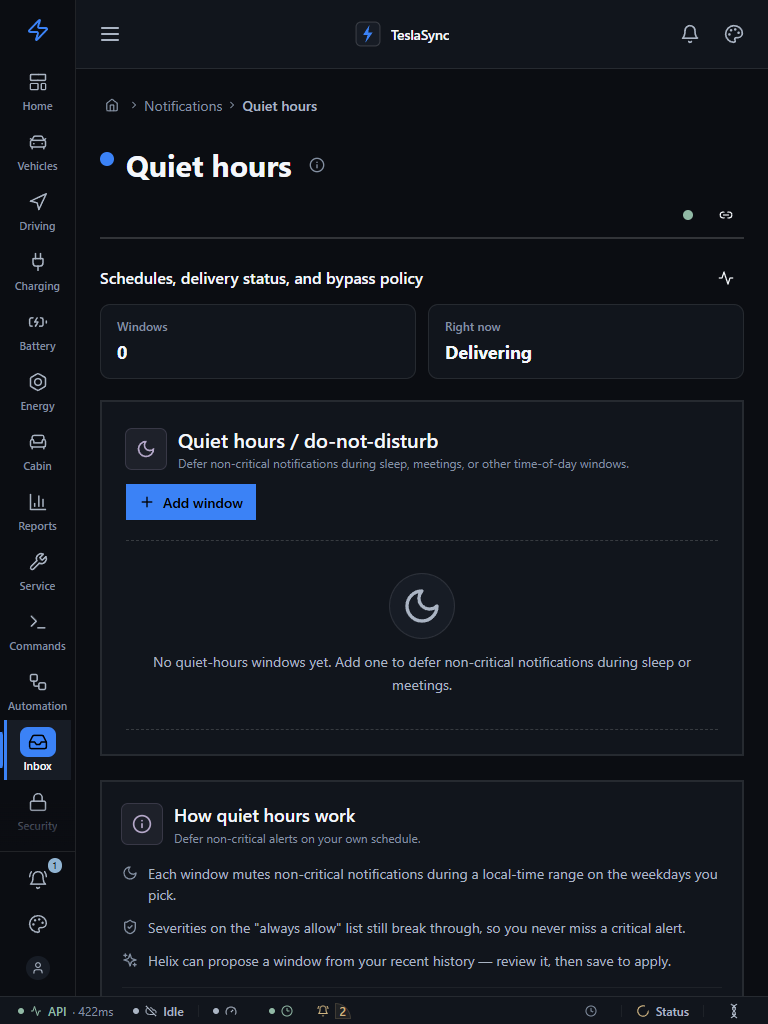 TeslaSync
Home
Vehicles
Driving
Charging
Battery
Energy
Cabin
Reports
Service
Commands
Automation
Inbox
Security
1
Notifications
Quiet hours
Quiet hours
Schedules, delivery status, and bypass policy
Windows
0
Right now
Delivering
Quiet hours / do-not-disturb
Defer non-critical notifications during sleep, meetings, or other time-of-day windows.
Add window
No quiet-hours windows yet. Add one to defer non-critical notifications during sleep or
meetings.
How quiet hours work
Defer non-critical alerts on your own schedule.
Each window mutes non-critical notifications during a local-time range on the weekdays you
pick.
Severities on the "always allow" list still break through, so you never miss a critical alert.
Helix can propose a window from your recent history — review it, then save to apply.
API · 422ms
Idle
2
Status